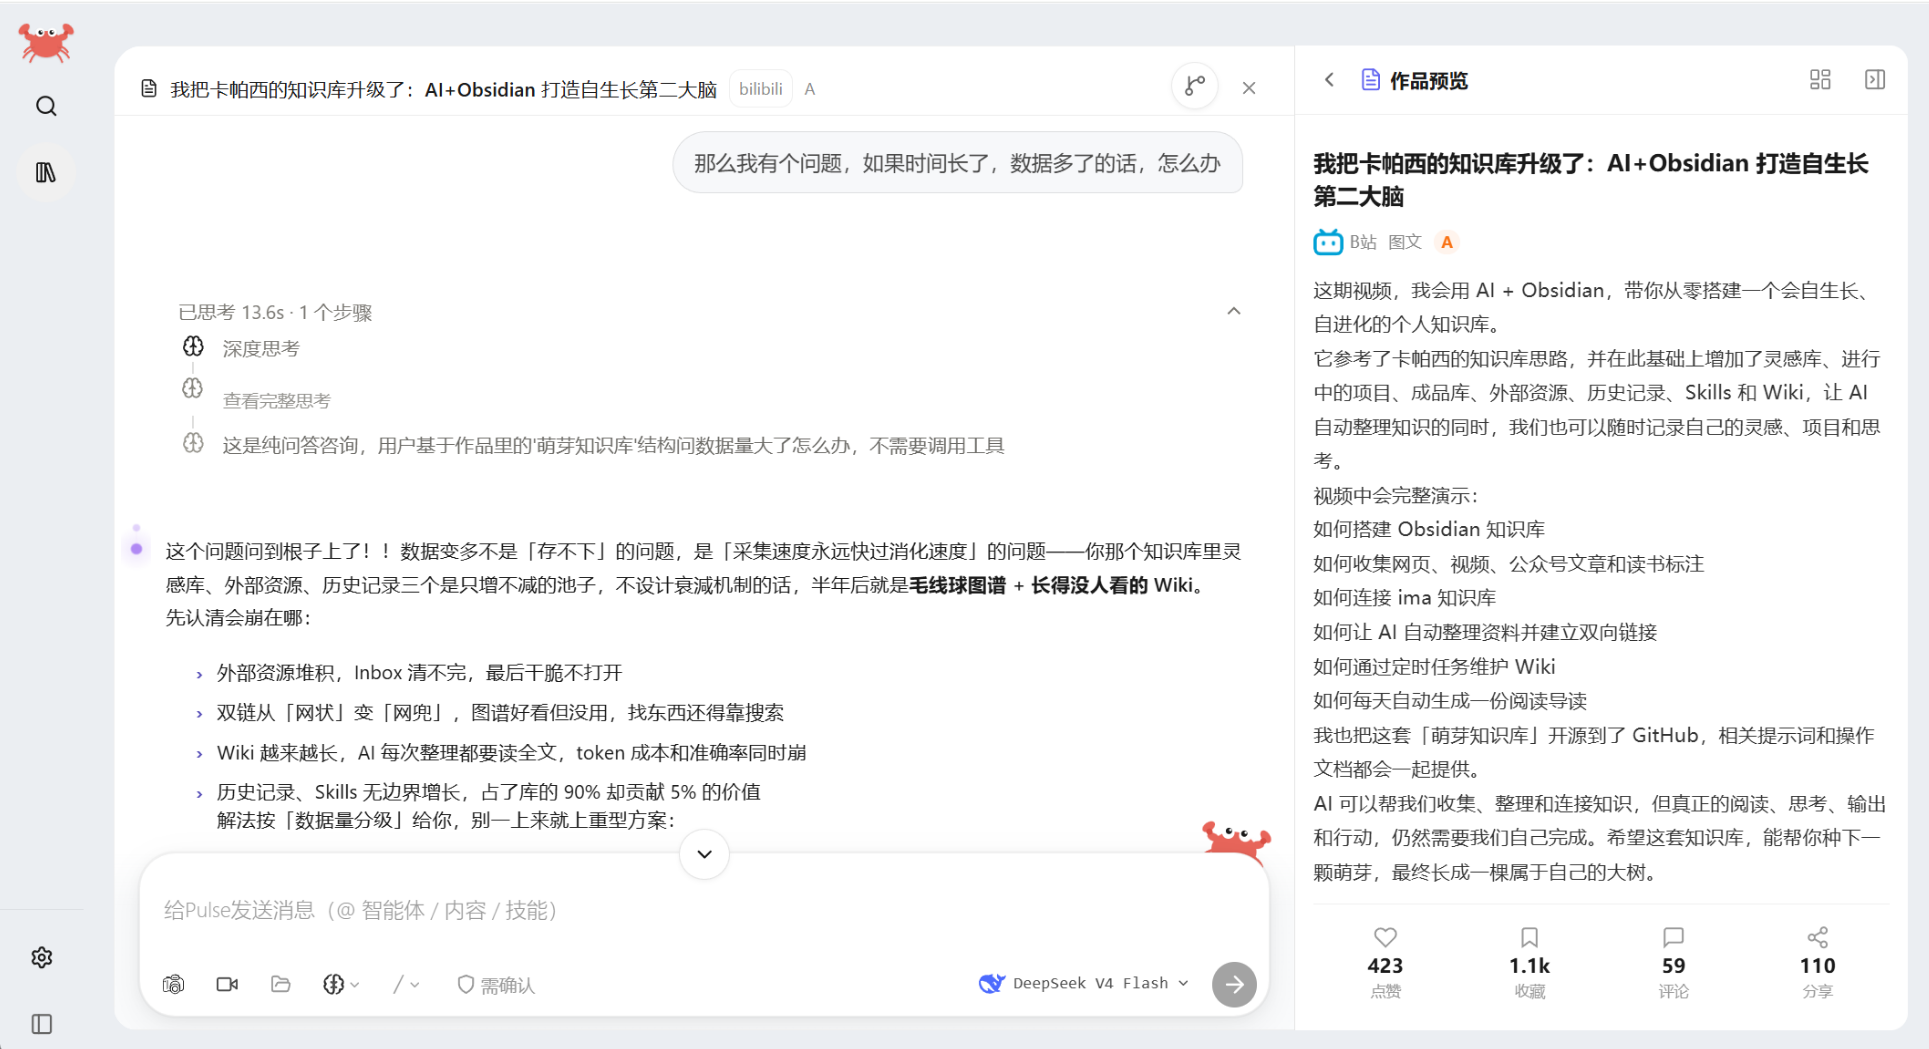 我把卡帕西的知识库升级了：AI+Obsidian 打造自生长第二大脑 bilibili A
那么我有个问题，如果时间长了，数据多了的话，怎么办
已思考 13.6s · 1 个步骤
深度思考
查看完整思考
这是纯问答咨询，用户基于作品里的'萌芽知识库'结构问数据量大了怎么办，不需要调用工具
这个问题问到根子上了！！数据变多不是「存不下」的问题，是「采集速度永远快过消化速度」的问题——你那个知识库里灵
感库、外部资源、历史记录三个是只增不减的池子，不设计衰减机制的话，半年后就是毛线球图谱 + 长得没人看的 Wiki。
先认清会崩在哪：
› 外部资源堆积，Inbox 清不完，最后干脆不打开
› 双链从「网状」变「网兜」，图谱好看但没用，找东西还得靠搜索
› Wiki 越来越长，AI 每次整理都要读全文，token 成本和准确率同时崩
› 历史记录、Skills 无边界增长，占了库的 90% 却贡献 5% 的价值
解法按「数据量分级」给你，别一上来就上重型方案：
给Pulse发送消息（@ 智能体 / 内容 / 技能）
/ 需确认 DeepSeek V4 Flash
作品预览
我把卡帕西的知识库升级了：AI+Obsidian 打造自生长
第二大脑
B站 图文 A
这期视频，我会用 AI + Obsidian，带你从零搭建一个会自生长、
自进化的个人知识库。
它参考了卡帕西的知识库思路，并在此基础上增加了灵感库、进行
中的项目、成品库、外部资源、历史记录、Skills 和 Wiki，让 AI
自动整理知识的同时，我们也可以随时记录自己的灵感、项目和思
考。
视频中会完整演示：
如何搭建 Obsidian 知识库
如何收集网页、视频、公众号文章和读书标注
如何连接 ima 知识库
如何让 AI 自动整理资料并建立双向链接
如何通过定时任务维护 Wiki
如何每天自动生成一份阅读导读
我也把这套「萌芽知识库」开源到了 GitHub，相关提示词和操作
文档都会一起提供。
AI 可以帮我们收集、整理和连接知识，但真正的阅读、思考、输出
和行动，仍然需要我们自己完成。希望这套知识库，能帮你种下一
颗萌芽，最终长成一棵属于自己的大树。
423 1.1k 59 110
点赞 收藏 评论 分享